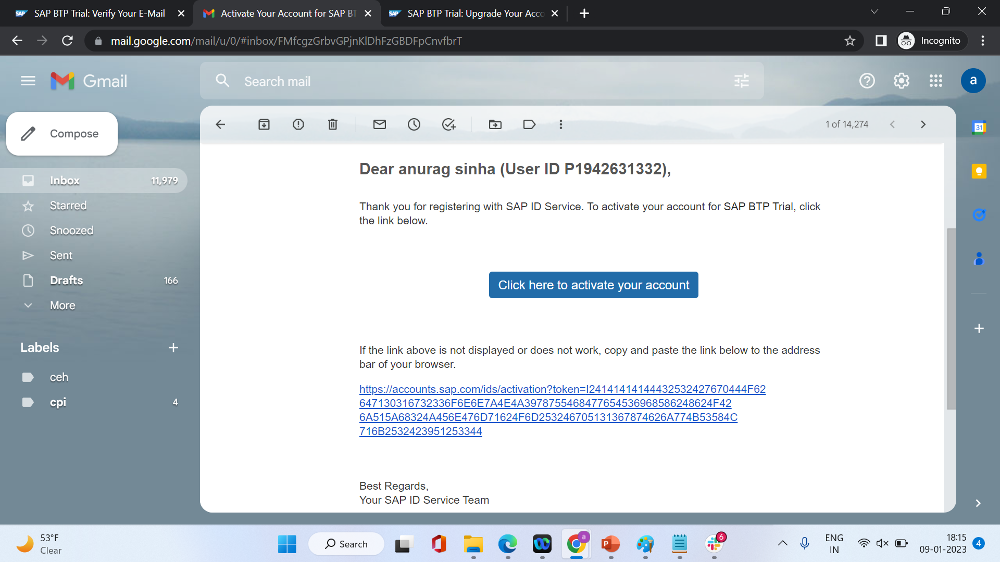 SAP BTP Trial: Verify Your E-Mail
Activate Your Account for SAP BT
SAP BTP Trial: Upgrade Your Acco
mail.google.com/mail/u/0/#inbox/FMfcgzGrbvGPjnKlDhFzGBDFpCnvfbrT
Incognito
Gmail
Search mail
a
Compose
1 of 14,274
Inbox 11,979
Starred
Snoozed
Sent
Drafts 166
More
Labels
ceh
cpi 4
Dear anurag sinha (User ID P1942631332),
Thank you for registering with SAP ID Service. To activate your account for SAP BTP Trial, click
the link below.
Click here to activate your account
If the link above is not displayed or does not work, copy and paste the link below to the address
bar of your browser.
https://accounts.sap.com/ids/activation?token=I24141414144432532427670444F62
647130316732336F6E6E7A4E4A397875546847765453696858624 8624F42
6A515A68324A456E476D71624F6D253246705131367874626A774B53584C
716B2532423951253344
Best Regards,
Your SAP ID Service Team
31
53°F
Clear
Search
a
6
ENG
IN
18:15
09-01-2023
4